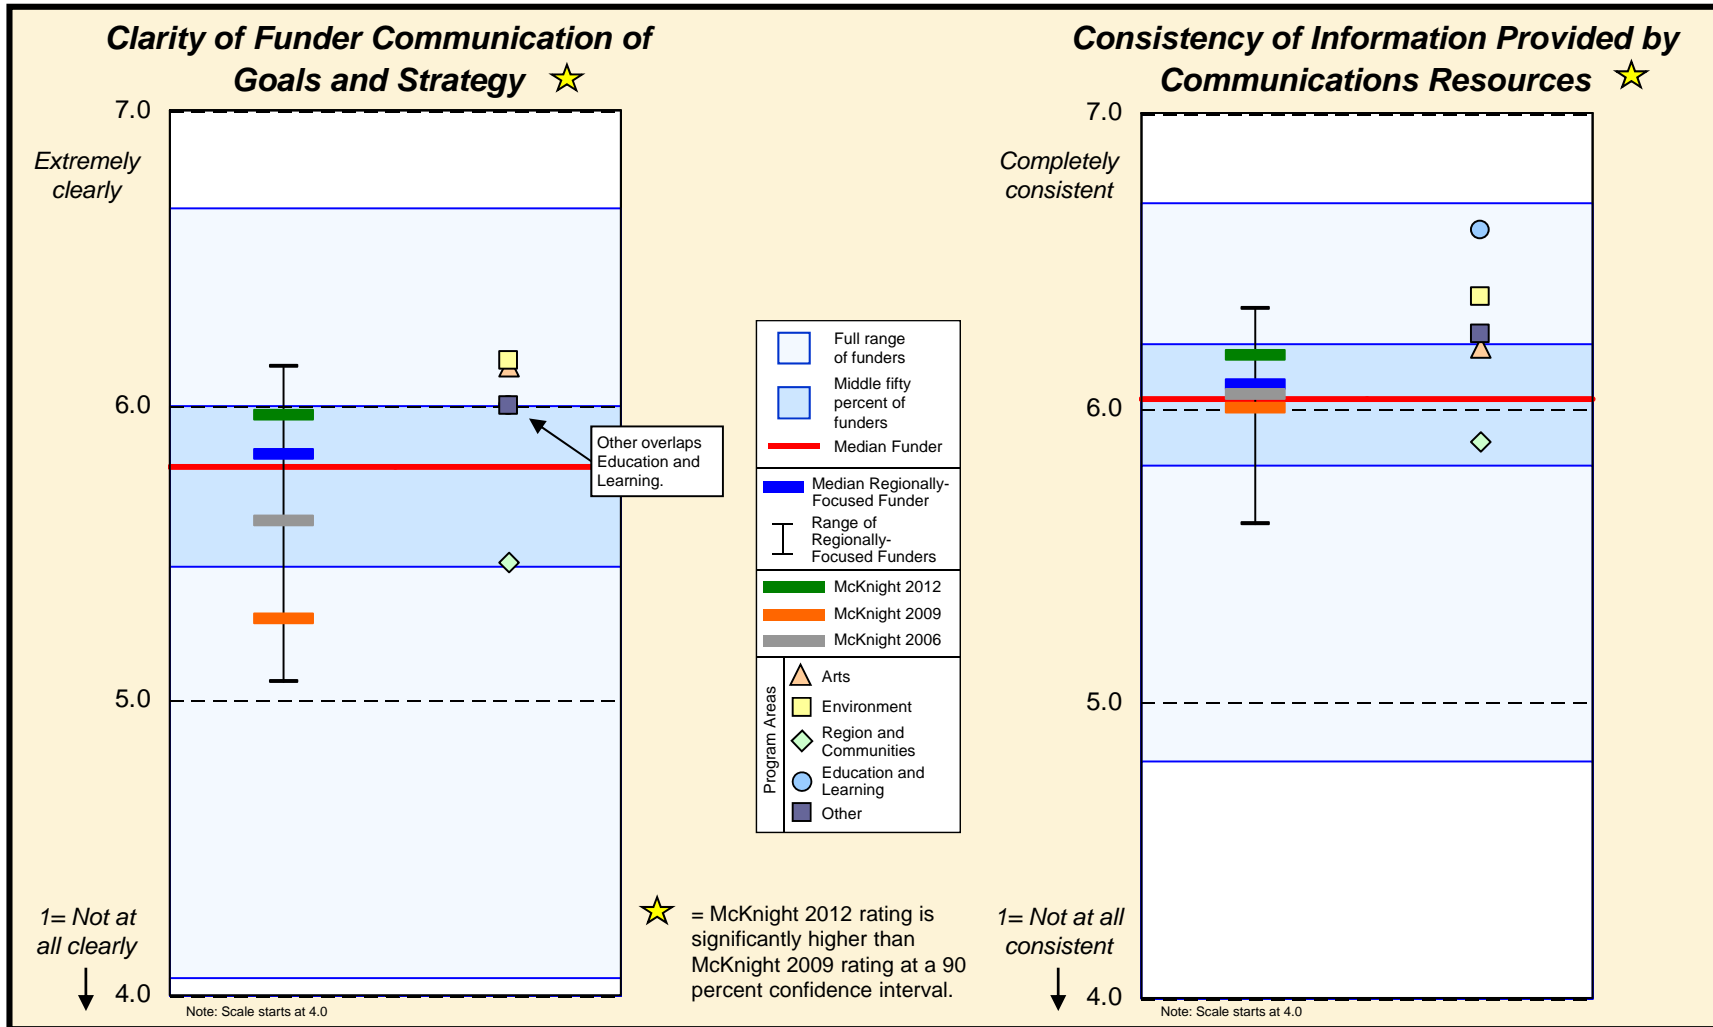 Clarity of Funder Communication of
Goals and Strategy
7.0
Extremely
clearly
6.0
5.0
1= Not at
all clearly
4.0
Note: Scale starts at 4.0
Other overlaps
Education and
Learning.
Full range
of funders
Middle fifty
percent of
funders
Median Funder
Median Regionally-
Focused Funder
Range of
Regionally-
Focused Funders
McKnight 2012
McKnight 2009
McKnight 2006
Program Areas
Arts
Environment
Region and
Communities
Education and
Learning
Other
= McKnight 2012 rating is
significantly higher than
McKnight 2009 rating at a 90
percent confidence interval.
Consistency of Information Provided by
Communications Resources
7.0
Completely
consistent
6.0
5.0
1= Not at all
consistent
4.0
Note: Scale starts at 4.0